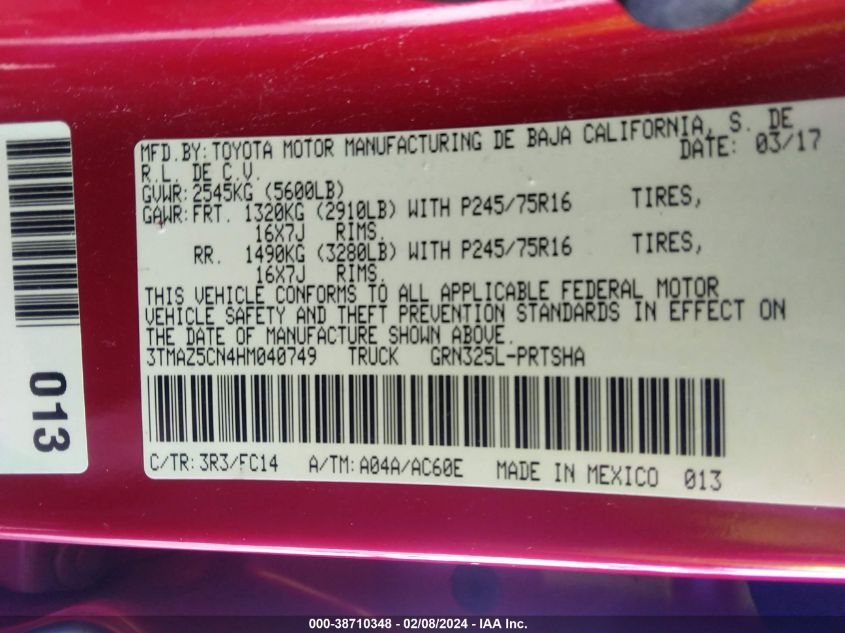 MFD.BY: TOYOTA MOTOR MANUFACTURING DE BAJA CALIFORNIA, S. DE
R.L. DE C.V. DATE: 03/17
GVWR: 2545KG (5600LB)
GAWR: FRT. 1320KG (2910LB) WITH P245/75R16 TIRES,
16X7J RIMS.
RR. 1490KG (3280LB) WITH P245/75R16 TIRES,
16X7J RIMS.
THIS VEHICLE CONFORMS TO ALL APPLICABLE FEDERAL MOTOR
VEHICLE SAFETY AND THEFT PREVENTION STANDARDS IN EFFECT ON
THE DATE OF MANUFACTURE SHOWN ABOVE.
3TMAZ5CN4HM040749 TRUCK GRN325L-PRTSHA
C/TR: 3R3/FC14 A/TM: A04A/AC60E MADE IN MEXICO 013
013
000-38710348 - 02/08/2024 - IAA Inc.